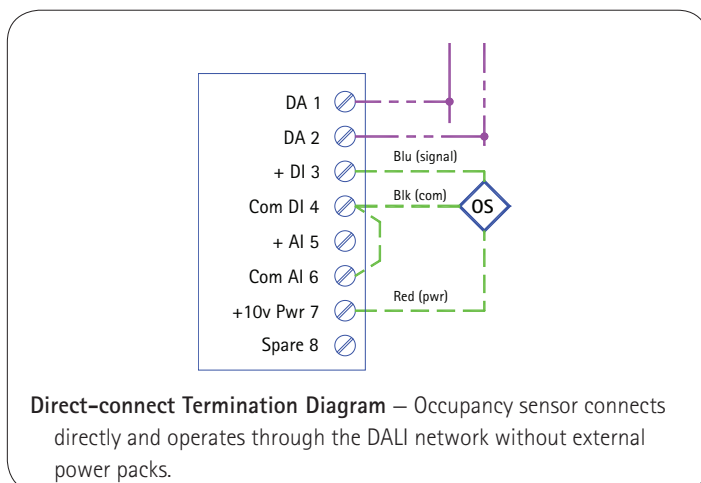 DA 1
DA 2
+ DI 3
Blu (signal)
Com DI 4
Blk (com)
OS
+ AI 5
Com AI 6
+10v Pwr 7
Red (pwr)
Spare 8
Direct-connect Termination Diagram – Occupancy sensor connects
directly and operates through the DALI network without external
power packs.